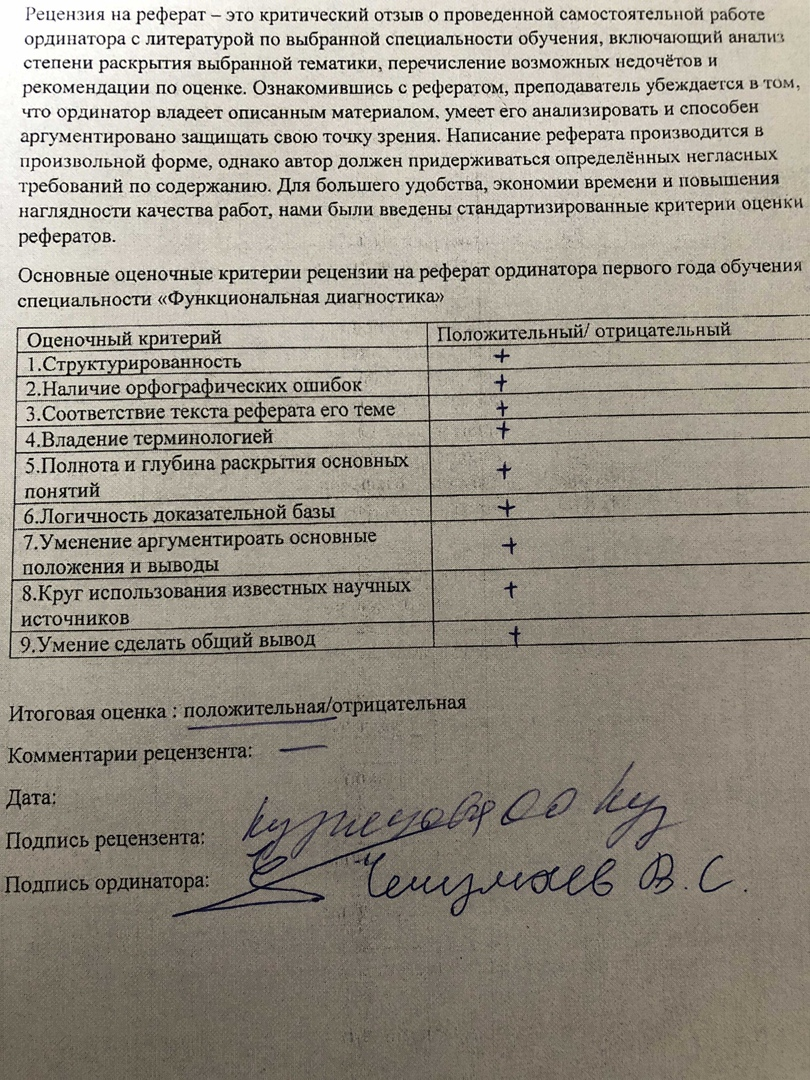 Рецензия на реферат – это критический отзыв о проведенной самостоятельной работе
ординатора с литературой по выбранной специальности обучения, включающий анализ
степени раскрытия выбранной тематики, перечисление возможных недочётов и
рекомендации по оценке. Ознакомившись с рефератом, преподаватель убеждается в том,
что ординатор владеет описанным материалом, умеет его анализировать и способен
аргументировано защищать свою точку зрения. Написание реферата производится в
произвольной форме, однако автор должен придерживаться определённых негласных
требований по содержанию. Для большего удобства, экономии времени и повышения
наглядности качества работ, нами были введены стандартизированные критерии оценки
рефератов.
Основные оценочные критерии рецензии на реферат ординатора первого года обучения
специальности «Функциональная диагностика»
Оценочный критерий Положительный/ отрицательный
1.Структурированность +
2.Наличие орфографических ошибок +
3.Соответствие текста реферата его теме +
4.Владение терминологией +
5.Полнота и глубина раскрытия основных
понятий +
6.Логичность доказательной базы +
7.Уменение аргументироать основные
положения и выводы +
8.Круг использования известных научных
источников +
9.Умение сделать общий вывод +
Итоговая оценка : положительная/отрицательная
Комментарии рецензента: —
Дата:
Подпись рецензента: Кузнецова ОО
Подпись ординатора: В.С.